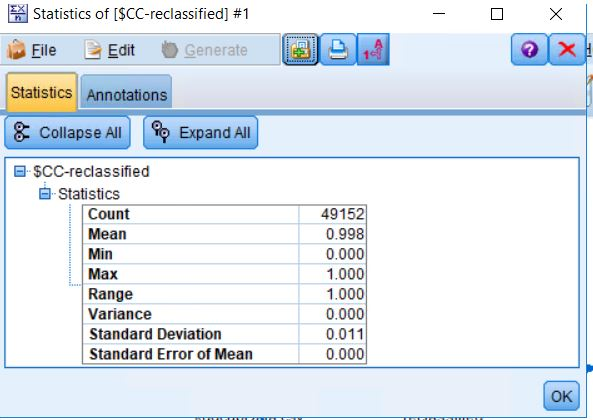 Statistics of [$CC-reclassified] #1
File Edit Generate
Statistics Annotations
Collapse All Expand All
$CC-reclassified
Statistics
Count 49152
Mean 0.998
Min 0.000
Max 1.000
Range 1.000
Variance 0.000
Standard Deviation 0.011
Standard Error of Mean 0.000
OK